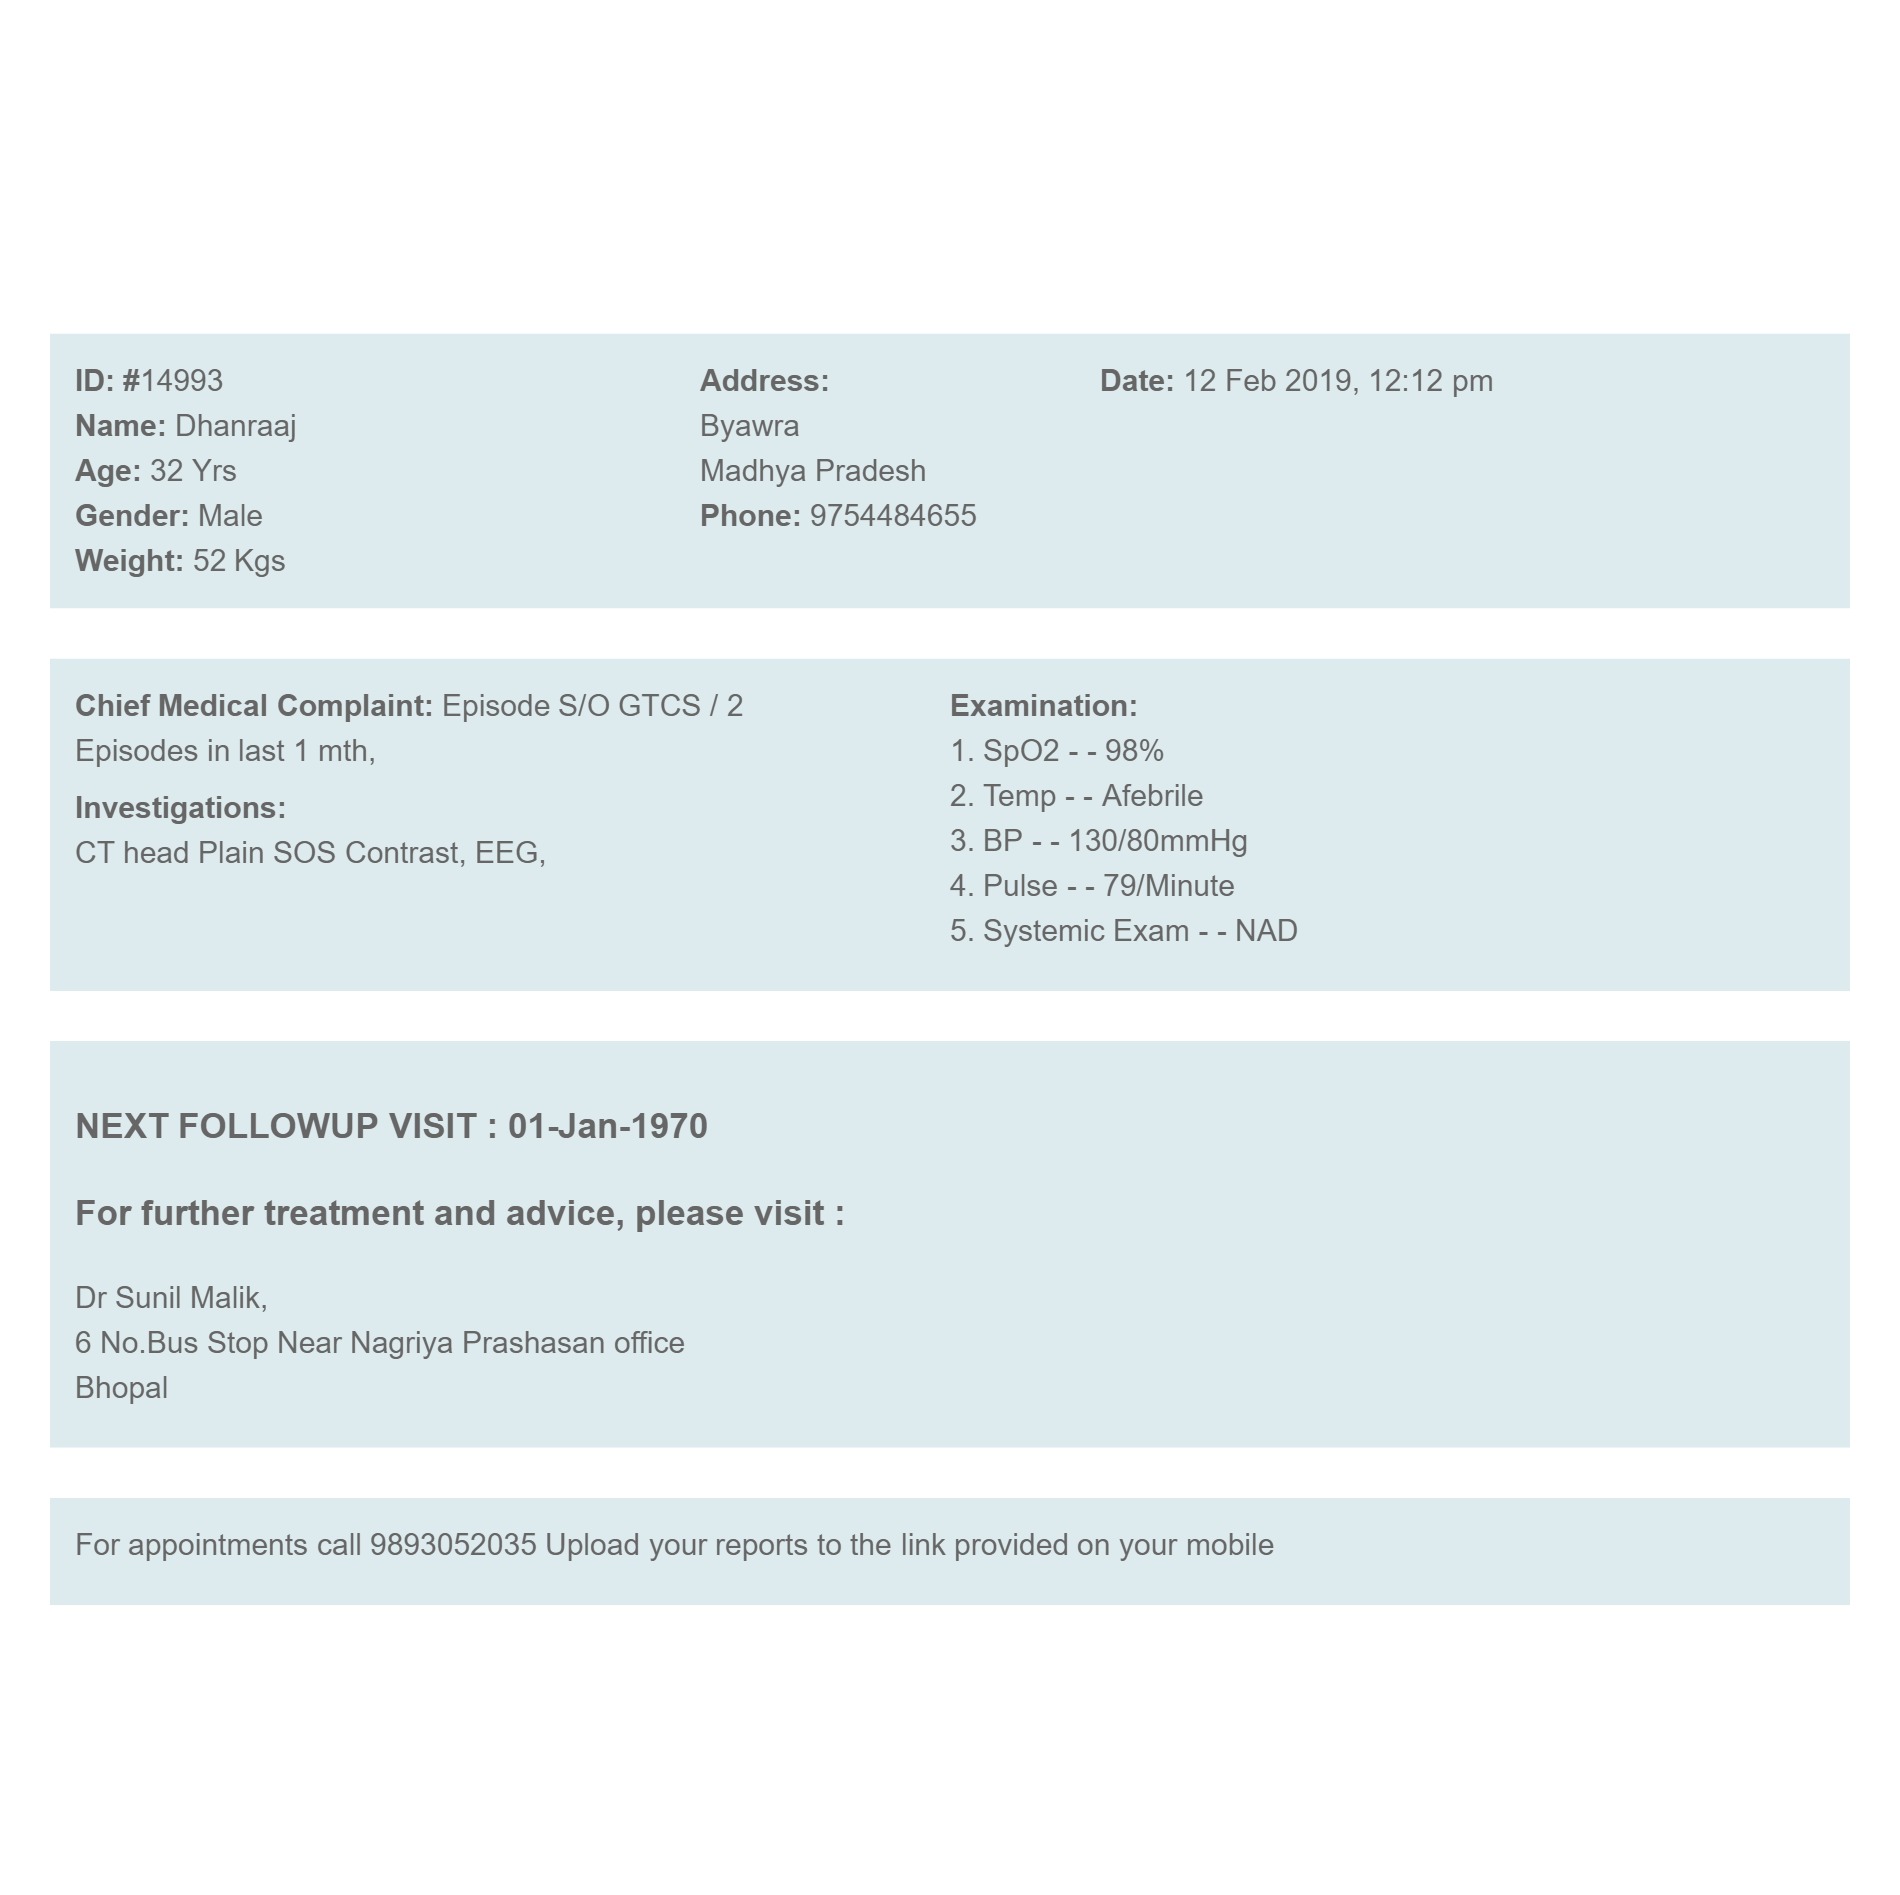 ID: #14993
Name: Dhanraaj
Age: 32 Yrs
Gender: Male
Weight: 52 Kgs
Address:
Byawra
Madhya Pradesh
Phone: 9754484655
Date: 12 Feb 2019, 12:12 pm
Chief Medical Complaint: Episode S/O GTCS / 2
Episodes in last 1 mth,
Investigations:
CT head Plain SOS Contrast, EEG,
Examination:
1. SpO2 - - 98%
2. Temp - - Afebrile
3. BP - - 130/80mmHg
4. Pulse - - 79/Minute
5. Systemic Exam - - NAD
NEXT FOLLOWUP VISIT : 01-Jan-1970
For further treatment and advice, please visit :
Dr Sunil Malik,
6 No.Bus Stop Near Nagriya Prashasan office
Bhopal
For appointments call 9893052035 Upload your reports to the link provided on your mobile